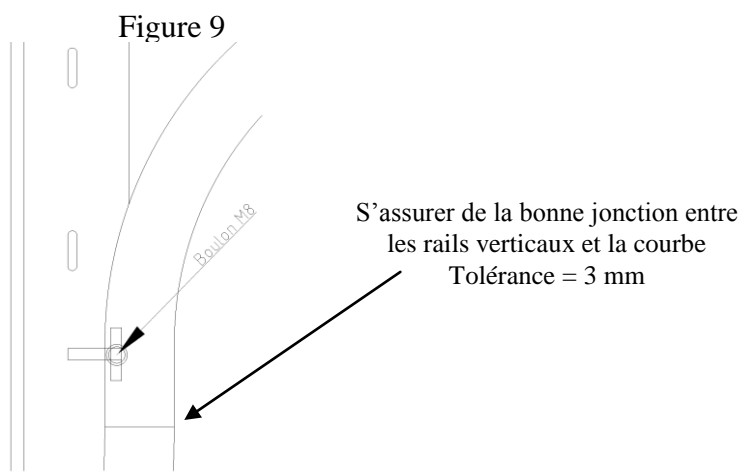 Figure 9
Boulon M8
S’assurer de la bonne jonction entre
les rails verticaux et la courbe
Tolérance = 3 mm